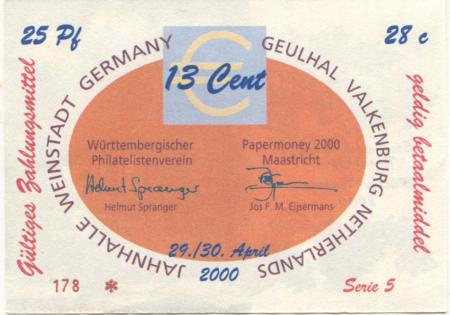 25 Pf
28 c
JAHNHALLE WEINSTADT GERMANY
GEULHAL VALKENBURG NETHERLANDS
€
13 Cent
Gültiges Zahlungsmittel
geldig betaalmiddel
Württembergischer
Philatelistenverein
Papermoney 2000
Maastricht
Helmut Spranger
Helmut Spranger
Jos F. M. Eijsermans
29./30. April
2000
178 *
Serie 5